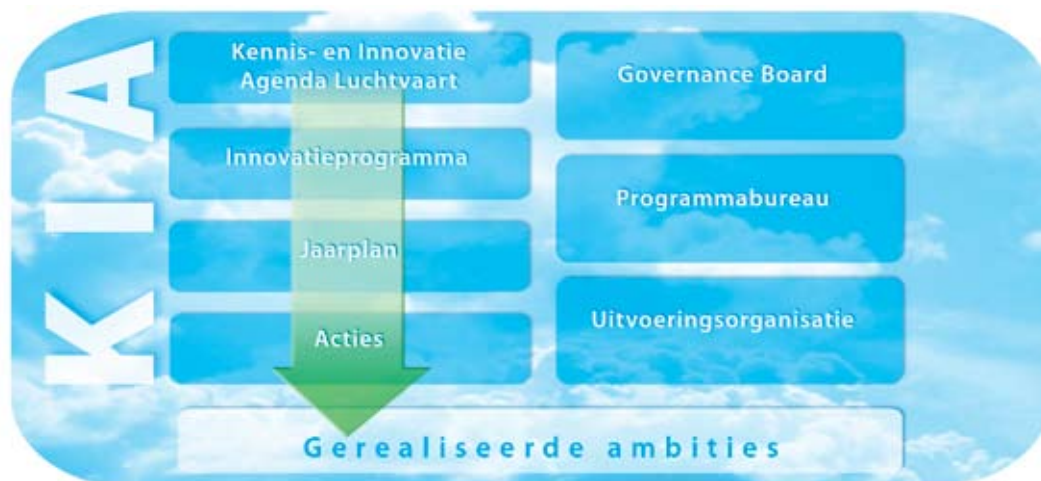 KIA
Kennis- en Innovatie
Agenda Luchtvaart
Innovatieprogramma
Jaarplan
Acties
Governance Board
Programmabureau
Uitvoeringsorganisatie
Gerealiseerde ambities